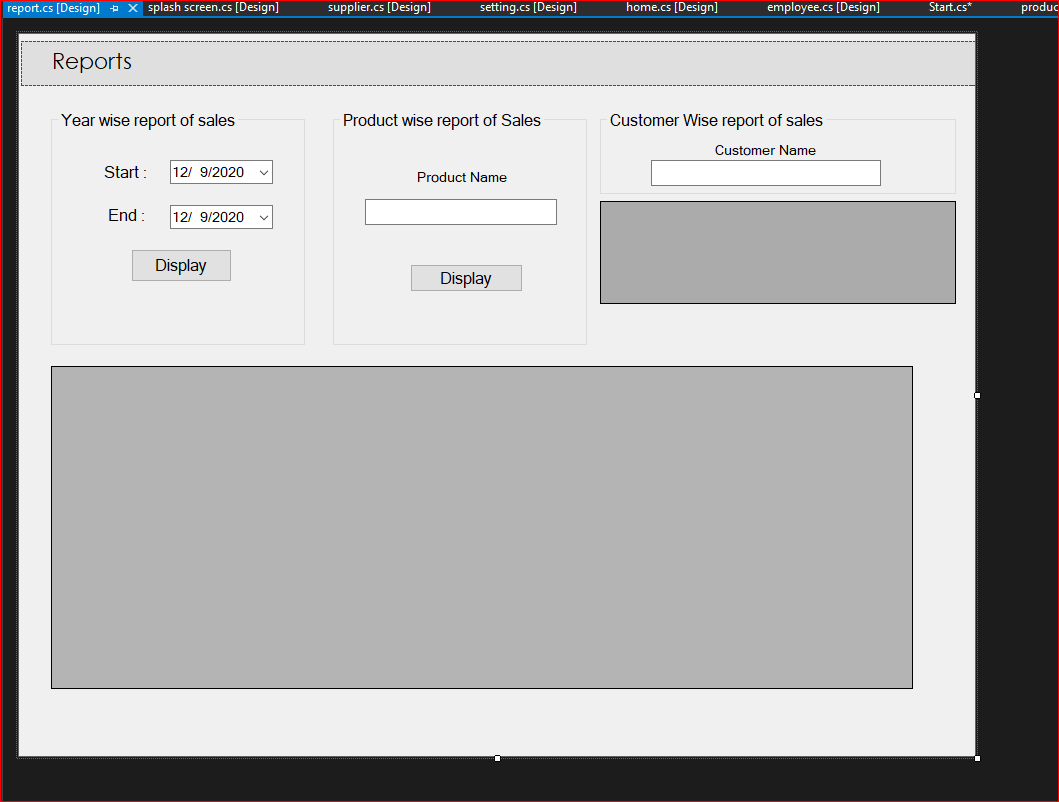 report.cs [Design] splash screen.cs [Design] supplier.cs [Design] setting.cs [Design] home.cs [Design] employee.cs [Design] Start.cs* produc
Reports
Year wise report of sales
Start :
12/ 9/2020
End :
12/ 9/2020
Display
Product wise report of Sales
Product Name
Display
Customer Wise report of sales
Customer Name